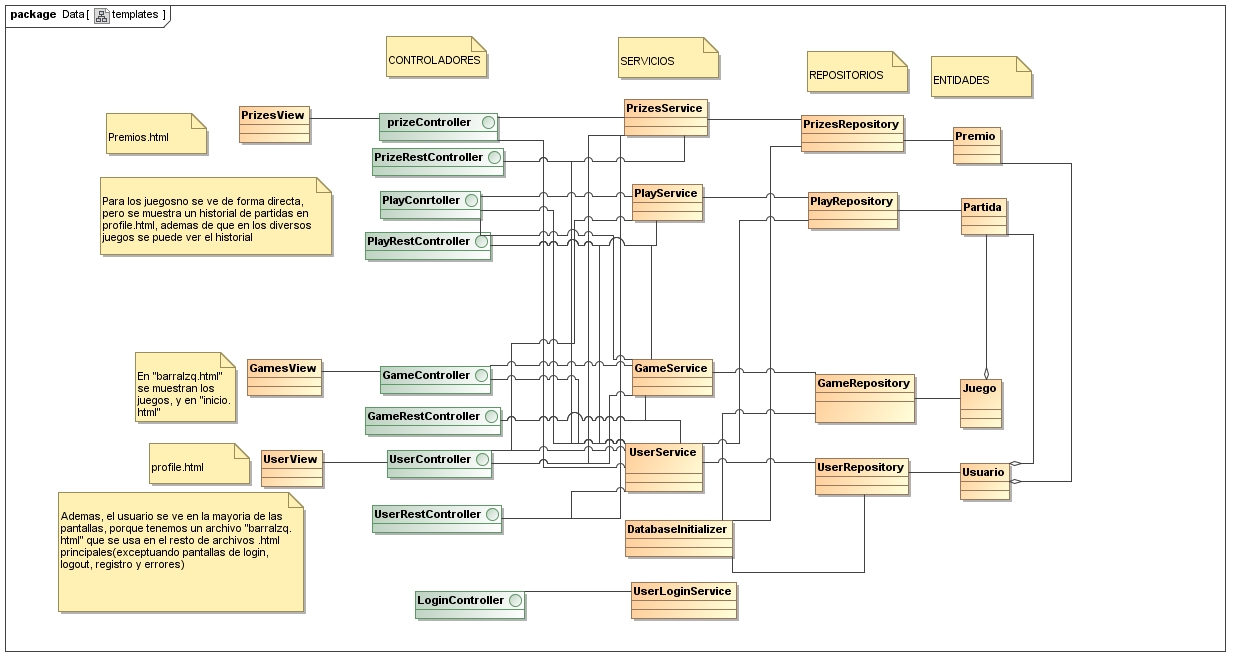 package Data [ templates ]
CONTROLADORES
SERVICIOS
REPOSITORIOS
ENTIDADES
Premios.html
PrizesView
prizeController
PrizesService
PrizesRepository
Premio
PrizeRestController
Para los juegosno se ve de forma directa,
pero se muestra un historial de partidas en
profile.html, ademas de que en los diversos
juegos se puede ver el historial
PlayConrtoller
PlayService
PlayRepository
Partida
PlayRestController
En "barralzq.html"
se muestran los
juegos, y en "inicio.
html"
GamesView
GameController
GameService
GameRepository
Juego
GameRestController
profile.html
UserView
UserController
UserService
UserRepository
Usuario
Ademas, el usuario se ve en la mayoria de las
pantallas, porque tenemos un archivo "barralzq.
html" que se usa en el resto de archivos .html
principales(exceptuando pantallas de login,
logout, registro y errores)
UserRestController
DatabaseInitializer
LoginController
UserLoginService